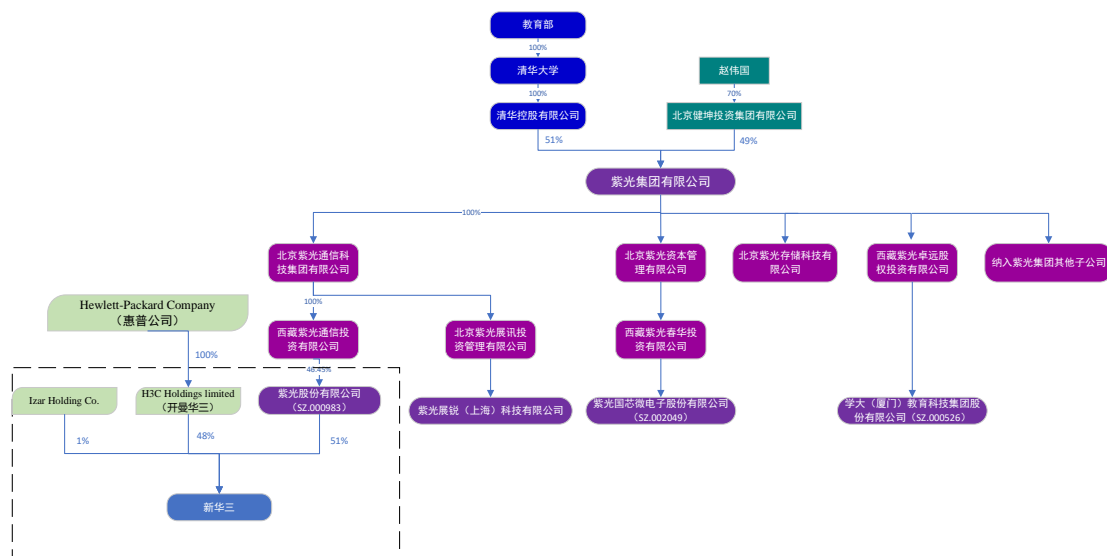 教育部
100%
清华大学
赵伟国
100%
70%
清华控股有限公司
北京健坤投资集团有限公司
51%
49%
紫光集团有限公司
100%
北京紫光通信科
技集团有限公司
北京紫光资本管
理有限公司
北京紫光存储科技有
限公司
西藏紫光卓远股
权投资有限公司
纳入紫光集团其他子公司
100%
Hewlett-Packard Company
（惠普公司）
西藏紫光通信投
资有限公司
北京紫光展讯投
资管理有限公司
西藏紫光春华投
资有限公司
100%
46.45%
Izar Holding Co.
H3C Holdings limited
（开曼华三）
紫光股份有限公司
（SZ.000983）
紫光展锐（上海）科技有限公司
紫光国芯微电子股份有限公司
（SZ.002049）
学大（厦门）教育科技集团股
份有限公司（SZ.000526）
1%
48%
51%
新华三